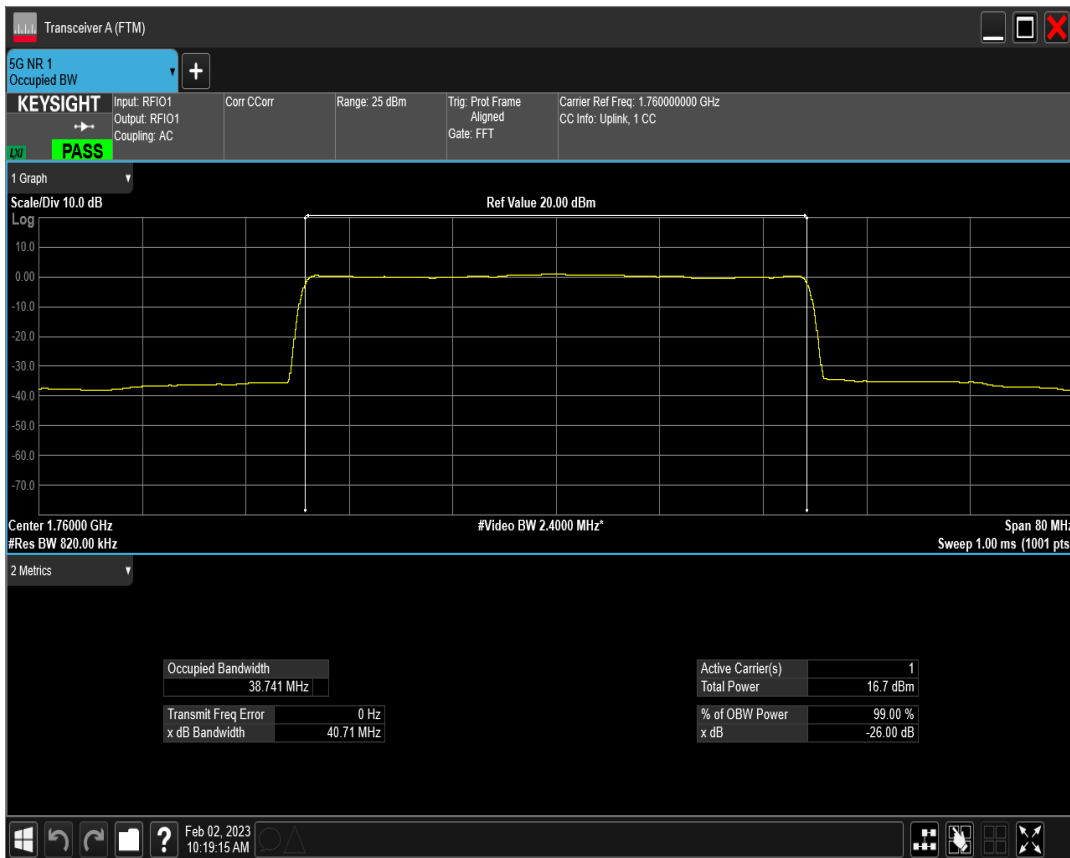 Transceiver A (FTM)
5G NR 1
Occupied BW
+
KEYSIGHT
LXI
PASS
Input: RFIO1
Output: RFIO1
Coupling: AC
Corr CCorr
Range: 25 dBm
Trig: Prot Frame
Aligned
Gate: FFT
Carrier Ref Freq: 1.760000000 GHz
CC Info: Uplink, 1 CC
1 Graph
Scale/Div 10.0 dB
Ref Value 20.00 dBm
Log
10.0
0.00
-10.0
-20.0
-30.0
-40.0
-50.0
-60.0
-70.0
Center 1.76000 GHz
#Video BW 2.4000 MHz*
Span 80 MHz
#Res BW 820.00 kHz
Sweep 1.00 ms (1001 pts
2 Metrics
Occupied Bandwidth
38.741 MHz
Transmit Freq Error 0 Hz
x dB Bandwidth 40.71 MHz
Active Carrier(s) 1
Total Power 16.7 dBm
% of OBW Power 99.00 %
x dB -26.00 dB
?
Feb 02, 2023
10:19:15 AM